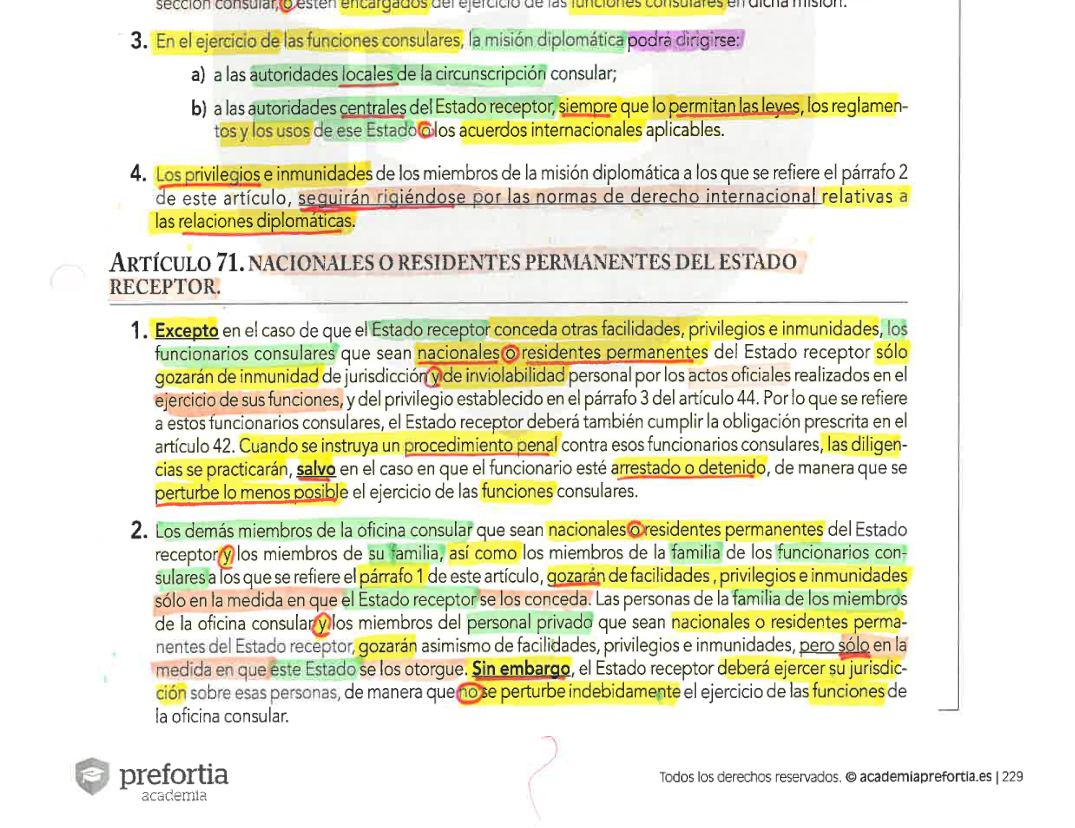 sección consular, o estén encargados del ejercicio de las funciones consulares en dicha misión.
3. En el ejercicio de las funciones consulares, la misión diplomática podrá dirigirse:
a) a las autoridades locales de la circunscripción consular;
b) a las autoridades centrales del Estado receptor, siempre que lo permitan las leyes, los reglamen-
tos y los usos de ese Estado o los acuerdos internacionales aplicables.
4. Los privilegios e inmunidades de los miembros de la misión diplomática a los que se refiere el párrafo 2
de este artículo, seguirán rigiéndose por las normas de derecho internacional relativas a
las relaciones diplomáticas.
ARTÍCULO 71. NACIONALES O RESIDENTES PERMANENTES DEL ESTADO
RECEPTOR.
1. Excepto en el caso de que el Estado receptor conceda otras facilidades, privilegios e inmunidades, los
funcionarios consulares que sean nacionales o residentes permanentes del Estado receptor sólo
gozarán de inmunidad de jurisdicción y de inviolabilidad personal por los actos oficiales realizados en el
ejercicio de sus funciones, y del privilegio establecido en el párrafo 3 del artículo 44. Por lo que se refiere
a estos funcionarios consulares, el Estado receptor deberá también cumplir la obligación prescrita en el
artículo 42. Cuando se instruya un procedimiento penal contra esos funcionarios consulares, las diligen-
cias se practicarán, salvo en el caso en que el funcionario esté arrestado o detenido, de manera que se
perturbe lo menos posible el ejercicio de las funciones consulares.
2. Los demás miembros de la oficina consular que sean nacionales o residentes permanentes del Estado
receptor y los miembros de su familia, así como los miembros de la familia de los funcionarios con-
sulares a los que se refiere el párrafo 1 de este artículo, gozarán de facilidades, privilegios e inmunidades
sólo en la medida en que el Estado receptor se los conceda. Las personas de la familia de los miembros
de la oficina consular y los miembros del personal privado que sean nacionales o residentes perma-
nentes del Estado receptor, gozarán asimismo de facilidades, privilegios e inmunidades, pero sólo en la
medida en que este Estado se los otorgue. Sin embargo, el Estado receptor deberá ejercer su jurisdic-
ción sobre esas personas, de manera que no se perturbe indebidamente el ejercicio de las funciones de
la oficina consular.
prefortia
academia
Todos los derechos reservados. © academiaprefortia.es | 229